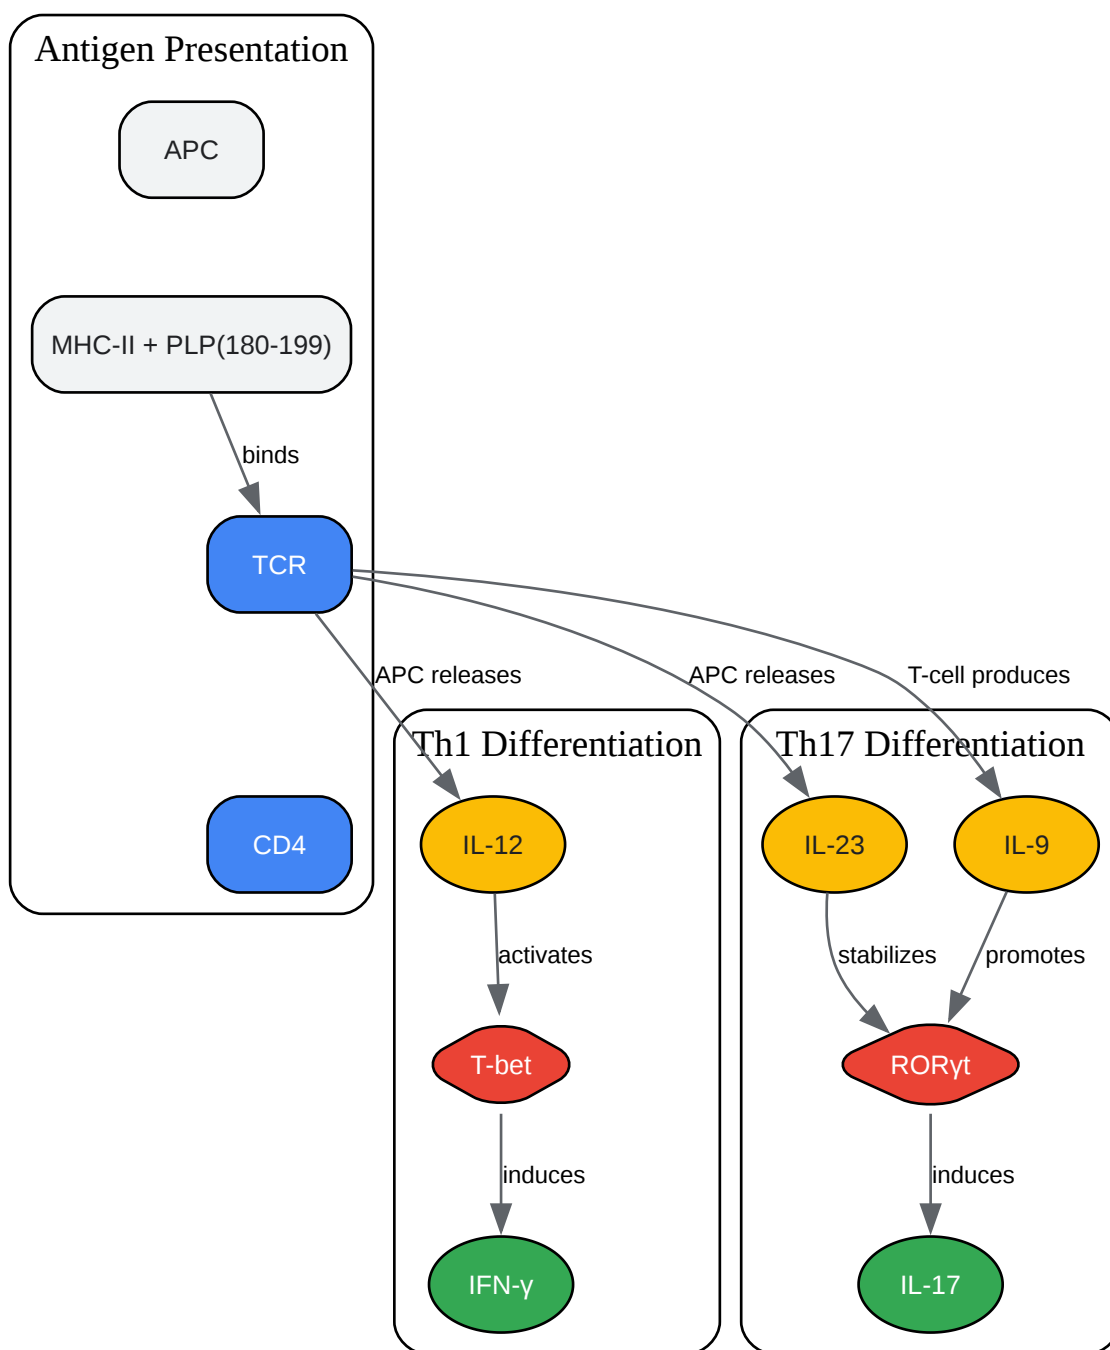 Antigen Presentation
APC
MHC-II + PLP(180-199)
binds
TCR
APC releases
APC releases
T-cell produces
Th1 Differentiation
Th17 Differentiation
CD4
IL-12
IL-23
IL-9
activates
stabilizes
promotes
T-bet
RORγt
induces
induces
IFN-γ
IL-17